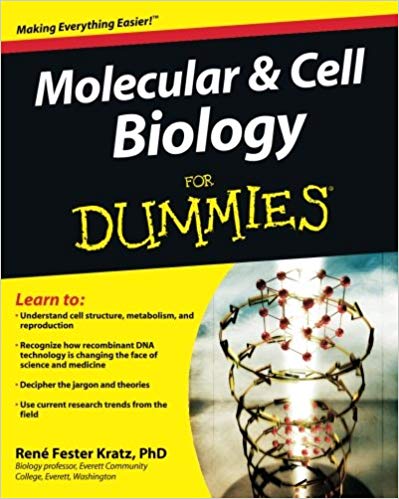 Making Everything Easier!™
Molecular & Cell
Biology
FOR
DUMMIES®
Learn to:
• Understand cell structure, metabolism, and
reproduction
• Recognize how recombinant DNA
technology is changing the face of
science and medicine
• Decipher the jargon and theories
• Use current research trends from the
field
René Fester Kratz, PhD
Biology professor, Everett Community
College, Everett, Washington